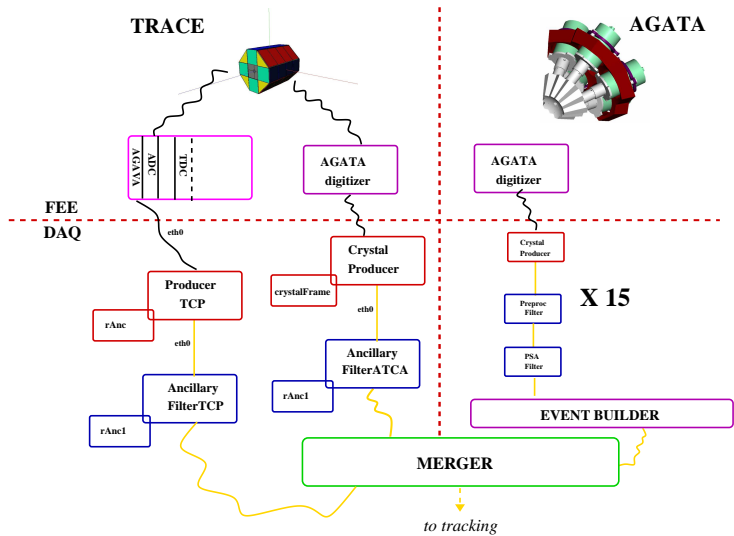 TRACE
AGATA
AGAVA
ADC
TDC
AGATA
digitizer
AGATA
digitizer
FEE
DAQ
eth0
Producer
TCP
rAnc
eth0
Ancillary
FilterTCP
rAnc1
Crystal
Producer
crystalFrame
eth0
Ancillary
FilterATCA
rAnc1
Crystal
Producer
Preproc
Filter
PSA
Filter
X 15
EVENT BUILDER
MERGER
to tracking